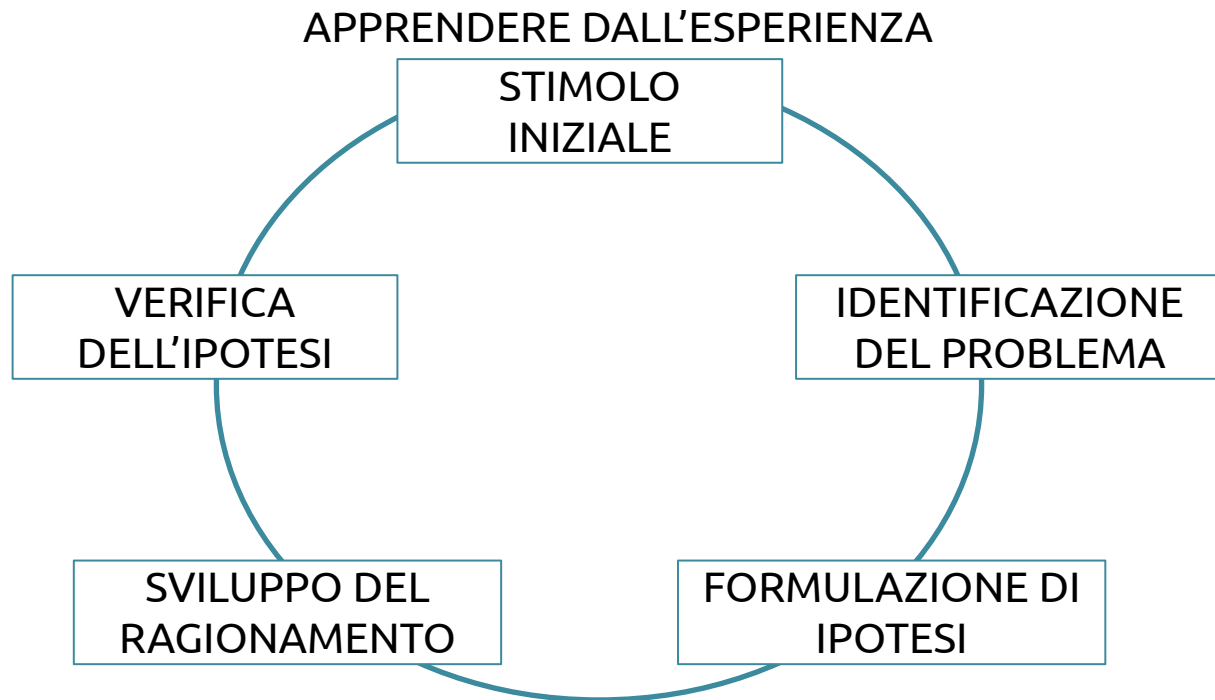 APPRENDERE DALL’ESPERIENZA
STIMOLO
INIZIALE
IDENTIFICAZIONE
DEL PROBLEMA
FORMULAZIONE DI
IPOTESI
SVILUPPO DEL
RAGIONAMENTO
VERIFICA
DELL’IPOTESI